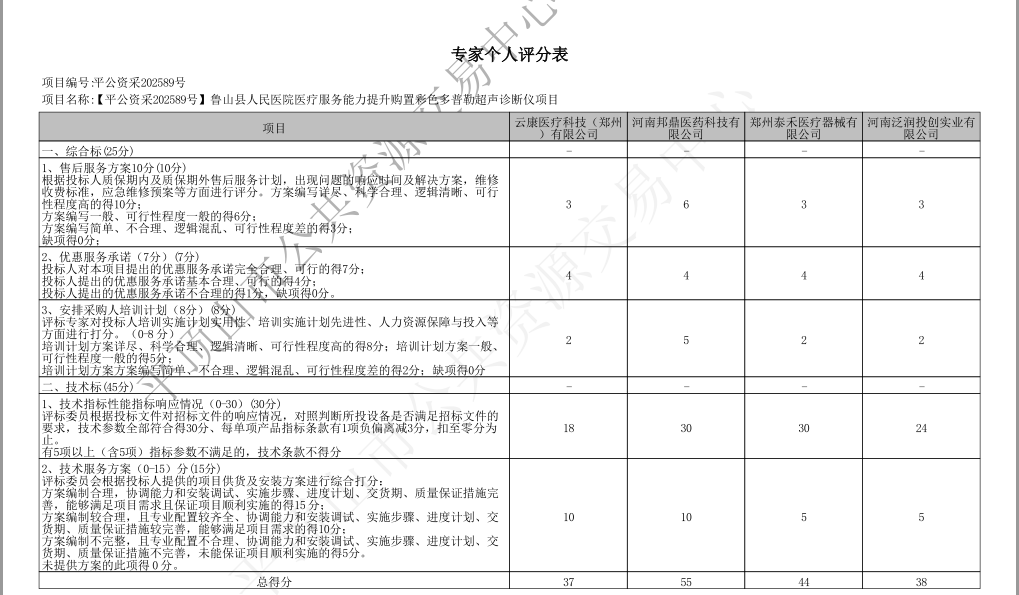 专家个人评分表
项目编号:平公资采202589号
项目名称:【平公资采202589号】鲁山县人民医院医疗服务能力提升购置彩色多普勒超声诊断仪项目
项目
云康医疗科技（郑州
）有限公司
河南邦鼎医药科技有
限公司
郑州泰禾医疗器械有
限公司
河南泛润投创实业有
限公司
一、综合标(25分)
－ － － －
1、售后服务方案10分(10分)
根据投标人质保期内及质保期外售后服务计划，出现问题的响应时间及解决方案，维修
收费标准，应急维修预案等方面进行评分。方案编写详尽、科学合理、逻辑清晰、可行
性程度高的得10分；
方案编写一般、可行性程度一般的得6分；
方案编写简单、不合理、逻辑混乱、可行性程度差的得3分；
缺项得0分；
3 6 3 3
2、优惠服务承诺（7分）(7分)
投标人对本项目提出的优惠服务承诺完全合理、可行的得7分；
投标人提出的优惠服务承诺基本合理、可行的得4分；
投标人提出的优惠服务承诺不合理的得1分，缺项得0分。
4 4 4 4
3、安排采购人培训计划（8分）(8分)
评标专家对投标人培训实施计划实用性、培训实施计划先进性、人力资源保障与投入等
方面进行打分。（0-8 分）
培训计划方案详尽、科学合理、逻辑清晰、可行性程度高的得8分；培训计划方案一般、
可行性程度一般的得5分；
培训计划方案方案编写简单、不合理、逻辑混乱、可行性程度差的得2分；缺项得0分
2 5 2 2
二、技术标(45分)
－ － － －
1、技术指标性能指标响应情况（0-30）(30分)
评标委员根据投标文件对招标文件的响应情况，对照判断所投设备是否满足招标文件的
要求，技术参数全部符合得30分、每单项产品指标条款有1项负偏离减3分，扣至零分为
止。
有5项以上（含5项）指标参数不满足的，技术条款不得分
18 30 30 24
2、技术服务方案（0-15）分(15分)
评标委员会根据投标人提供的项目供货及安装方案进行综合打分：
方案编制合理，协调能力和安装调试、实施步骤、进度计划、交货期、质量保证措施完
善，能够满足项目需求且保证项目顺利实施的得15 分；
方案编制较合理，且专业配置较齐全、协调能力和安装调试、实施步骤、进度计划、交
货期、质量保证措施较完善，能够满足项目需求的得10分；
方案编制不完整，且专业配置不合理、协调能力和安装调试、实施步骤、进度计划、交
货期、质量保证措施不完善，未能保证项目顺利实施的得5分。
未提供方案的此项得 0 分。
10 10 5 5
总得分 37 55 44 38
平顶山市公共资源交易中心
平顶山市公共资源交易中心